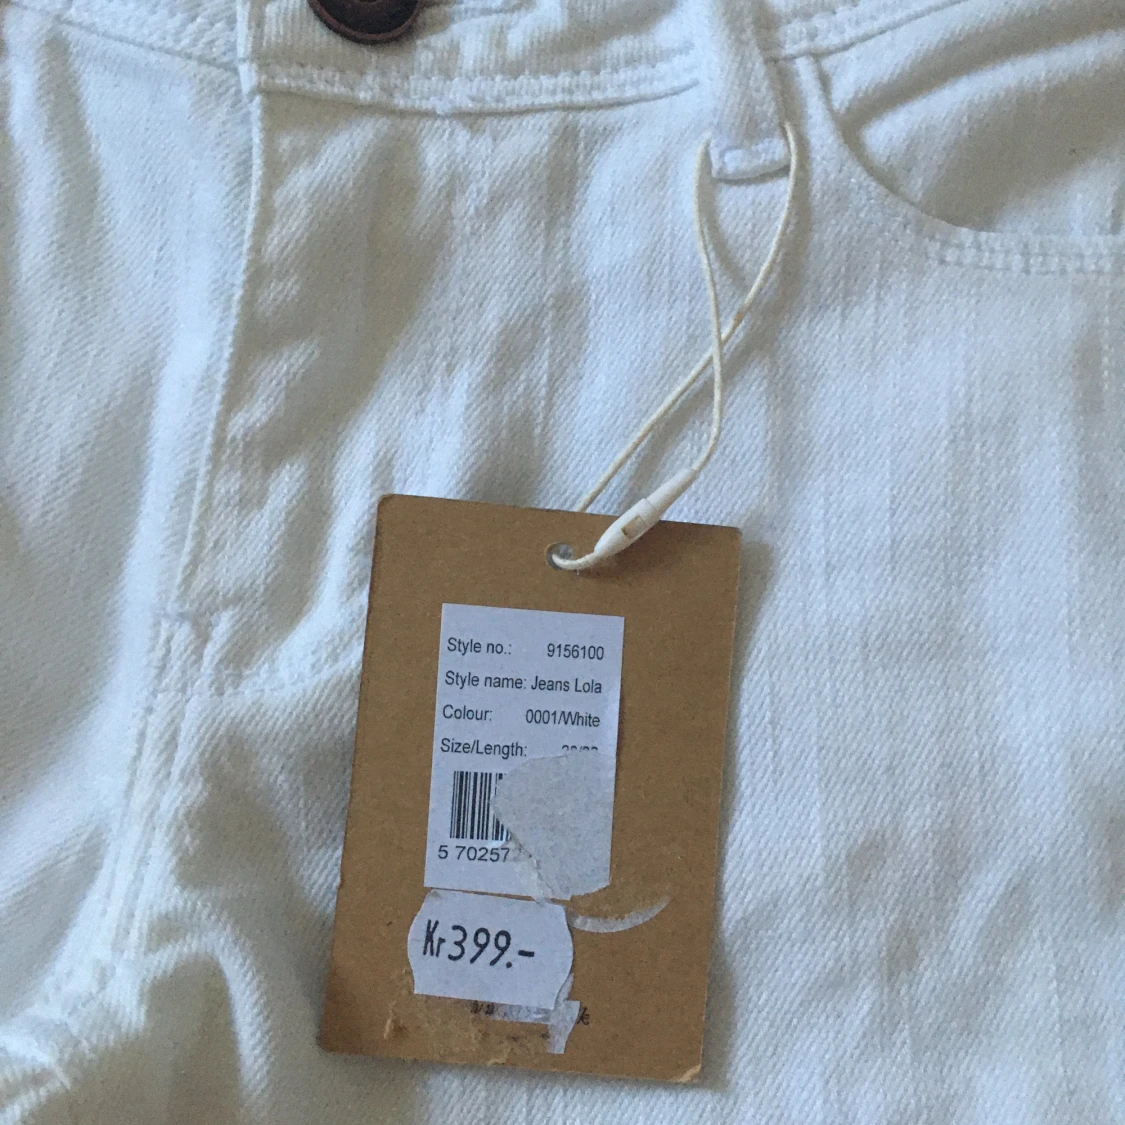 Style no.: 9156100
Style name: Jeans Lola
Colour: 0001/White
Size/Length:
5 70257
Kr399.-